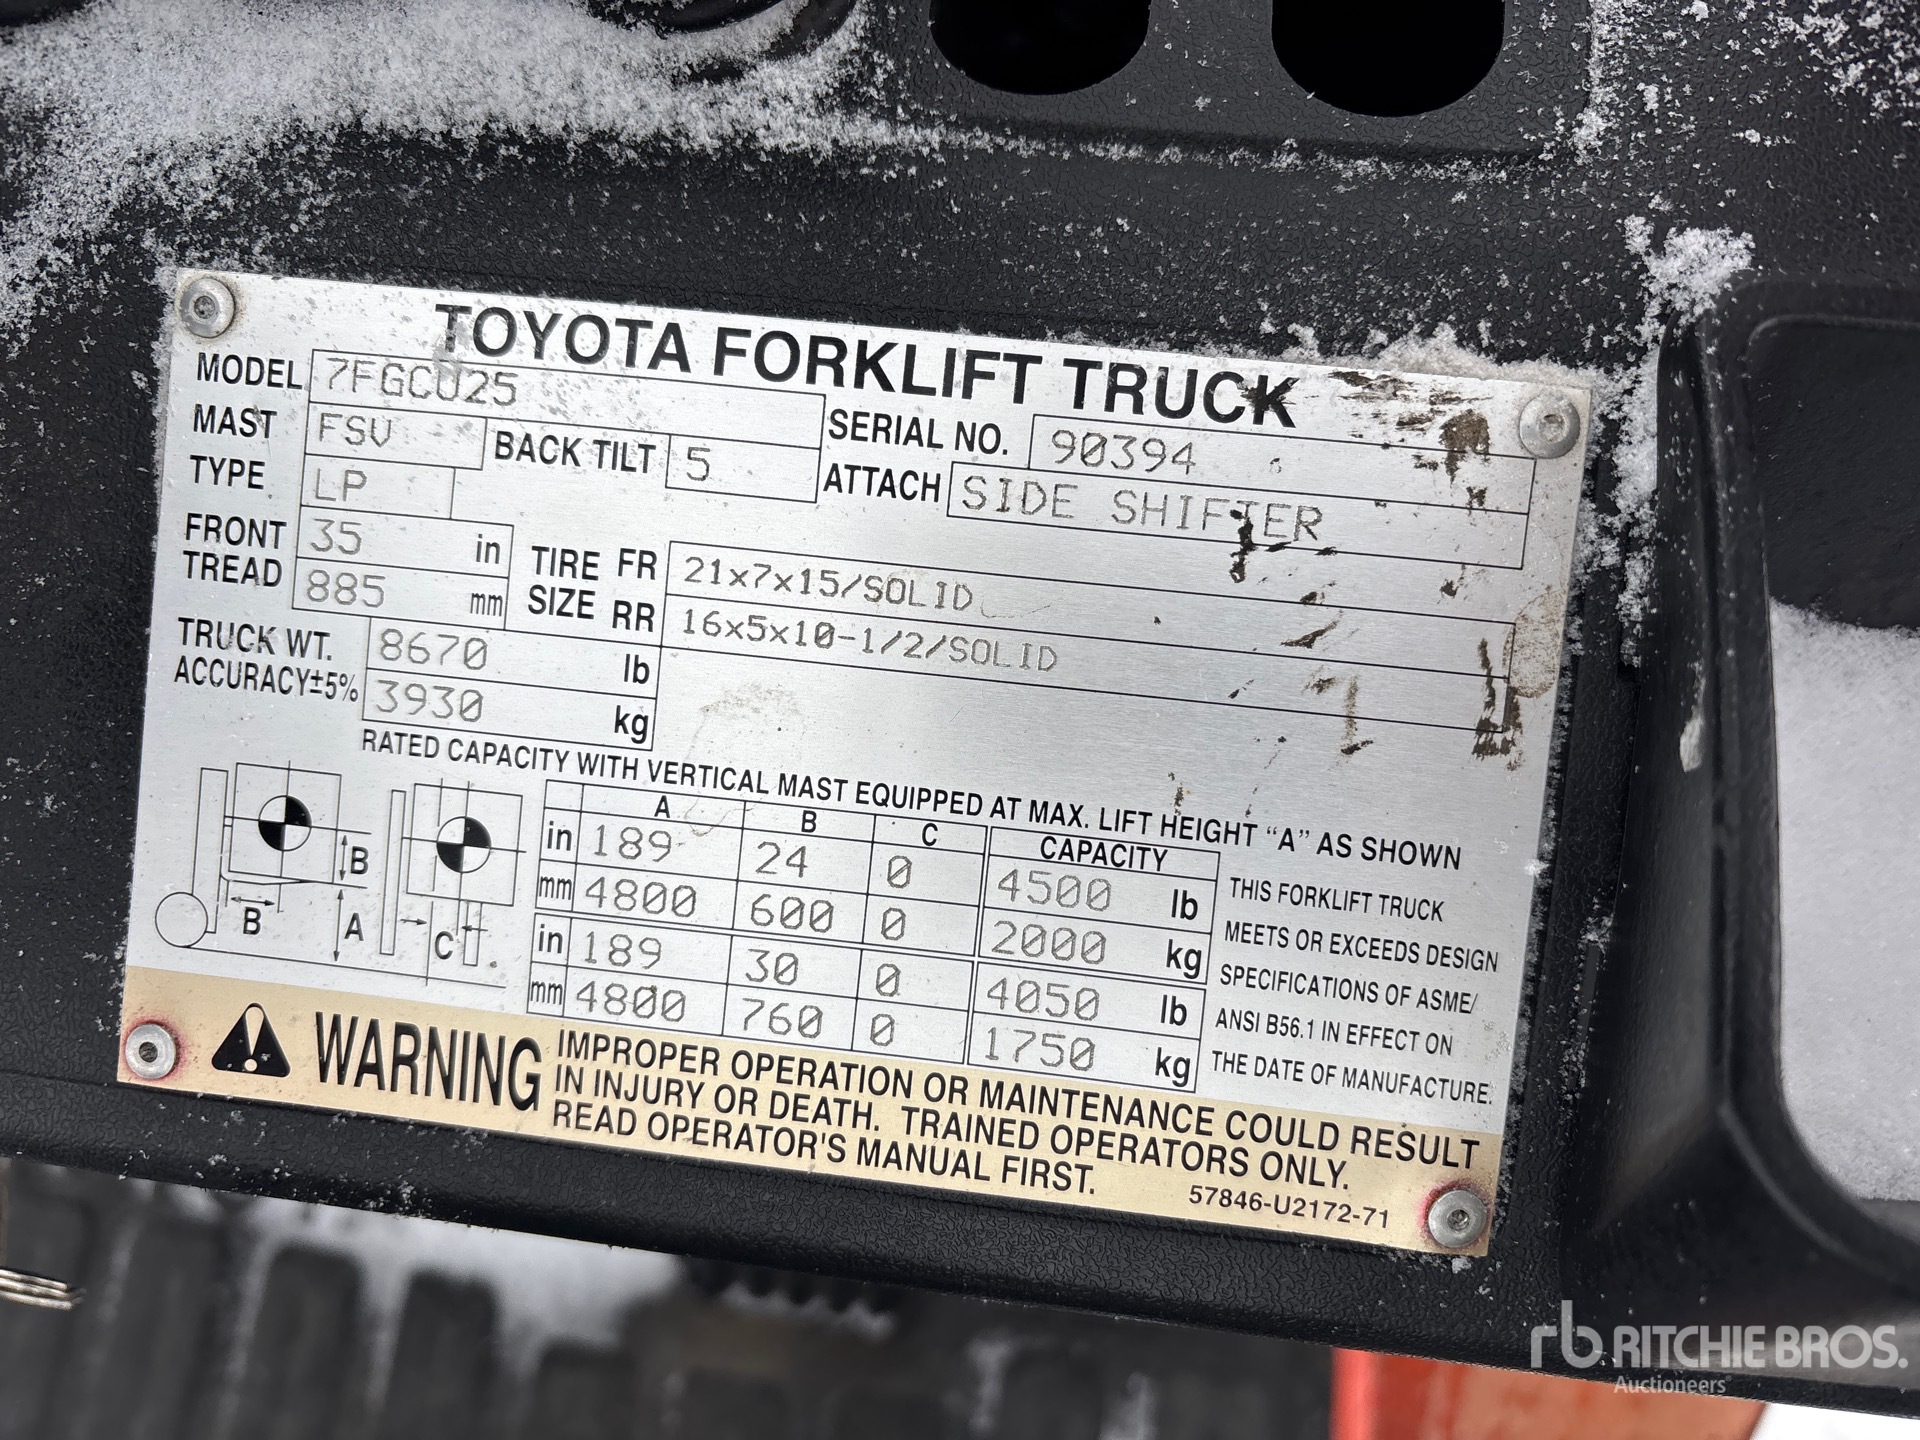 TOYOTA FORKLIFT TRUCK
MODEL 7FGCU25 SERIAL NO. 90394
MAST FSV BACK TILT 5 ATTACH SIDE SHIFTER
TYPE LP
FRONT TREAD 35 in
885 mm
TIRE SIZE FR 21x7x15/SOLID
RR 16x5x10-1/2/SOLID
TRUCK WT. 8670 lb
ACCURACY±5% 3930 kg
RATED CAPACITY WITH VERTICAL MAST EQUIPPED AT MAX. LIFT HEIGHT "A" AS SHOWN
A B C CAPACITY
in 189 24 0 4500 lb
mm 4800 600 0 2000 kg
in 189 30 0 4050 lb
mm 4800 760 0 1750 kg
B
B A C
THIS FORKLIFT TRUCK
MEETS OR EXCEEDS DESIGN
SPECIFICATIONS OF ASME/
ANSI B56.1 IN EFFECT ON
THE DATE OF MANUFACTURE.
WARNING
IMPROPER OPERATION OR MAINTENANCE COULD RESULT
IN INJURY OR DEATH. TRAINED OPERATORS ONLY.
READ OPERATOR'S MANUAL FIRST.
57846-U2172-71
rb RITCHIE BROS.
Auctioneers